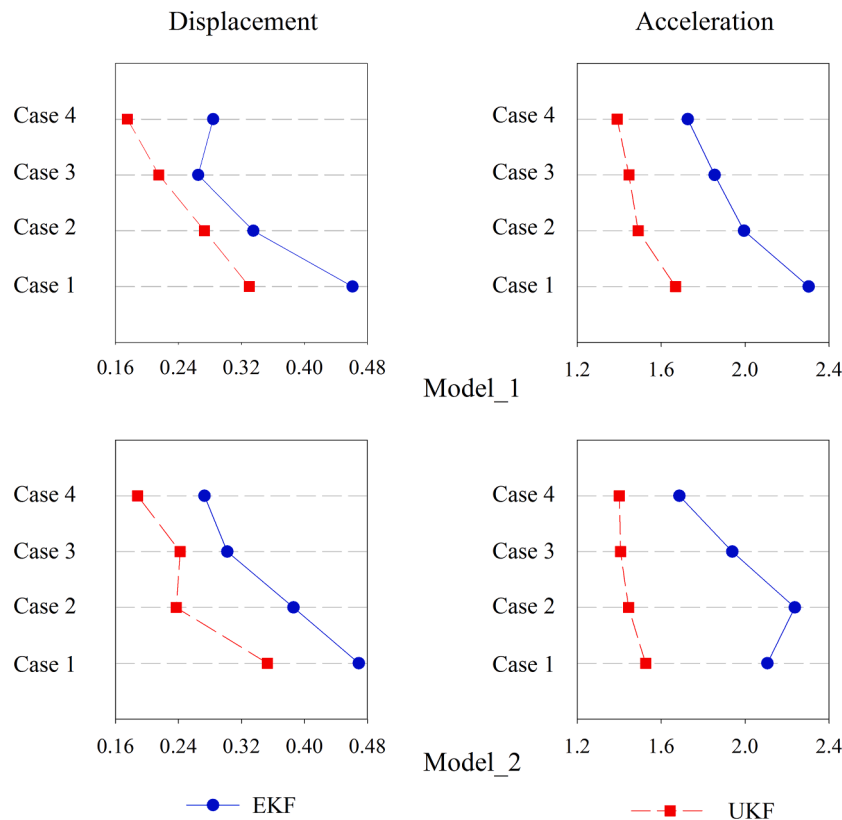 Displacement
Acceleration
Case 4
Case 3
Case 2
Case 1
0.16 0.24 0.32 0.40 0.48
Case 4
Case 3
Case 2
Case 1
1.2 1.6 2.0 2.4
Model_1
Case 4
Case 3
Case 2
Case 1
0.16 0.24 0.32 0.40 0.48
Case 4
Case 3
Case 2
Case 1
1.2 1.6 2.0 2.4
Model_2
EKF
UKF